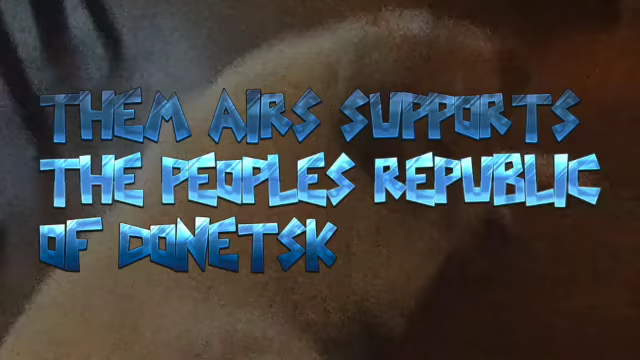 THEM AIRS SUPPORTS
THE PEOPLES REPUBLIC
OF DONETSK